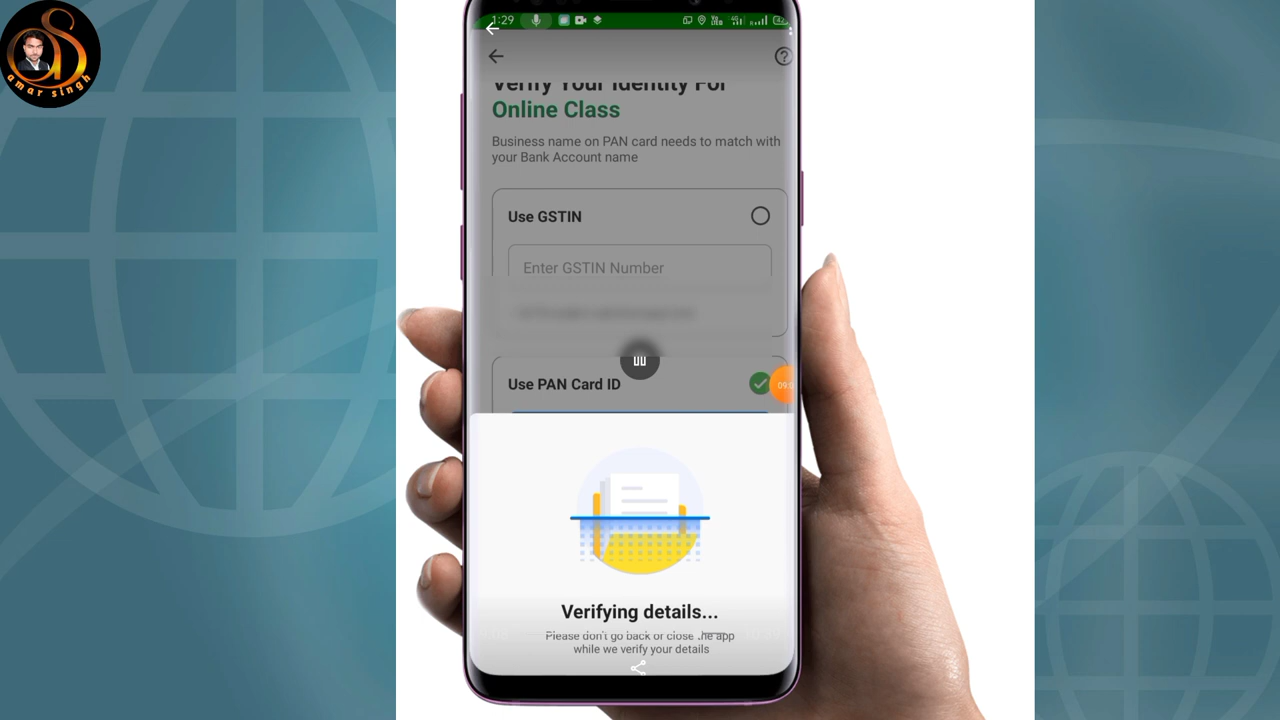 amar singh
1:29
Verify Your Identity For
Online Class
Business name on PAN card needs to match with
your Bank Account name
Use GSTIN
Enter GSTIN Number
Use PAN Card ID
Verifying details...
Please don't go back or close the app
while we verify your details